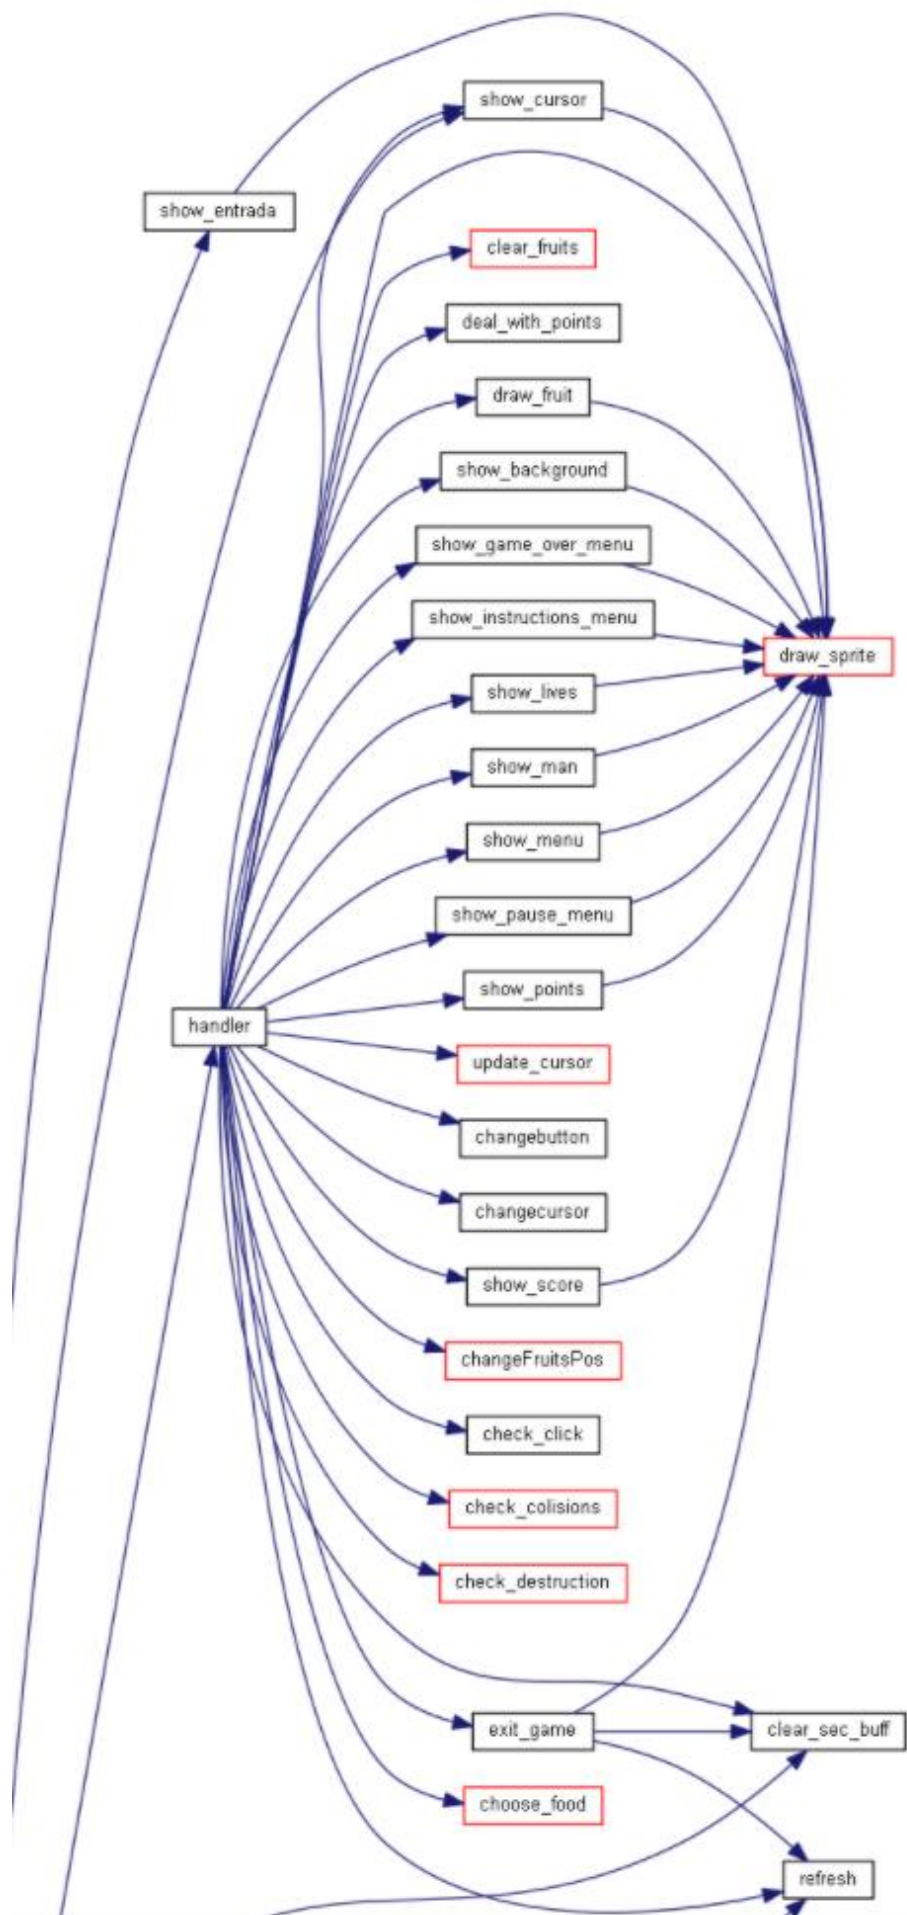 show_cursor
show_entrada
clear_fruits
deal_with_points
draw_fruit
show_background
show_game_over_menu
show_instructions_menu
draw_sprite
show_lives
show_man
show_menu
show_pause_menu
show_points
handler
update_cursor
changebutton
changecursor
show_score
changeFruitsPos
check_click
check_colisions
check_destruction
exit_game
clear_sec_buff
choose_food
refresh